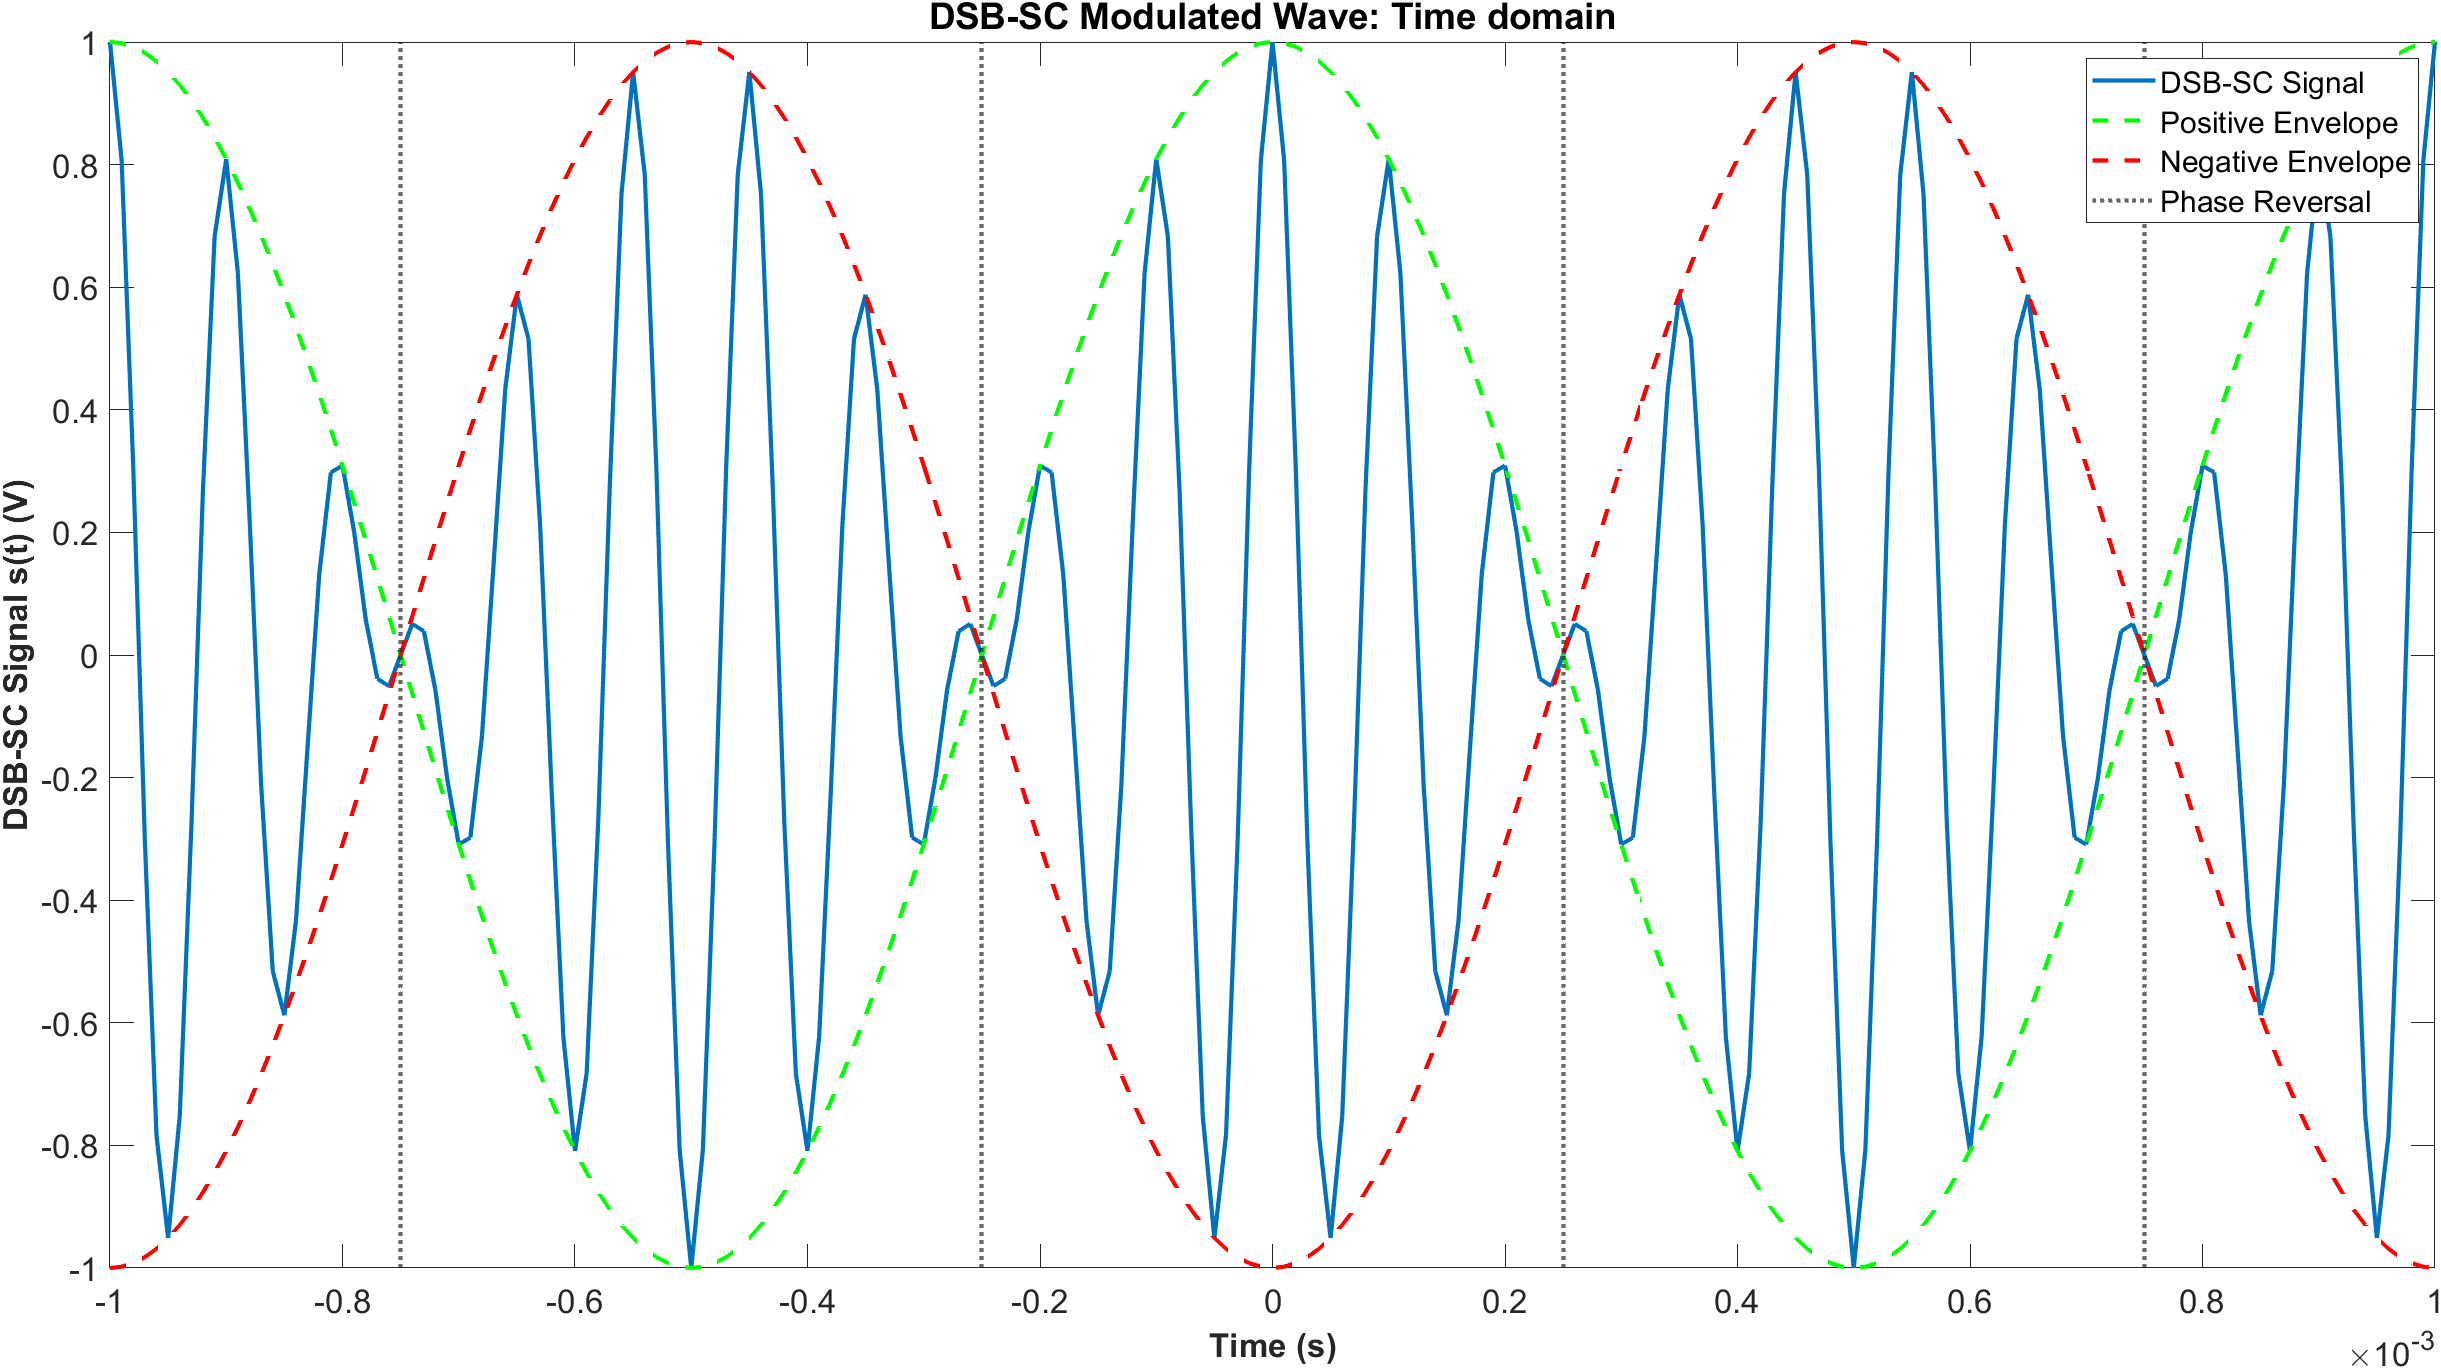 DSB-SC Modulated Wave: Time domain
1
0.8
0.6
0.4
0.2
0
-0.2
-0.4
-0.6
-0.8
-1
DSB-SC Signal s(t) (V)
DSB-SC Signal
Positive Envelope
Negative Envelope
Phase Reversal
-1 -0.8 -0.6 -0.4 -0.2 0 0.2 0.4 0.6 0.8 1
Time (s)
×10⁻³